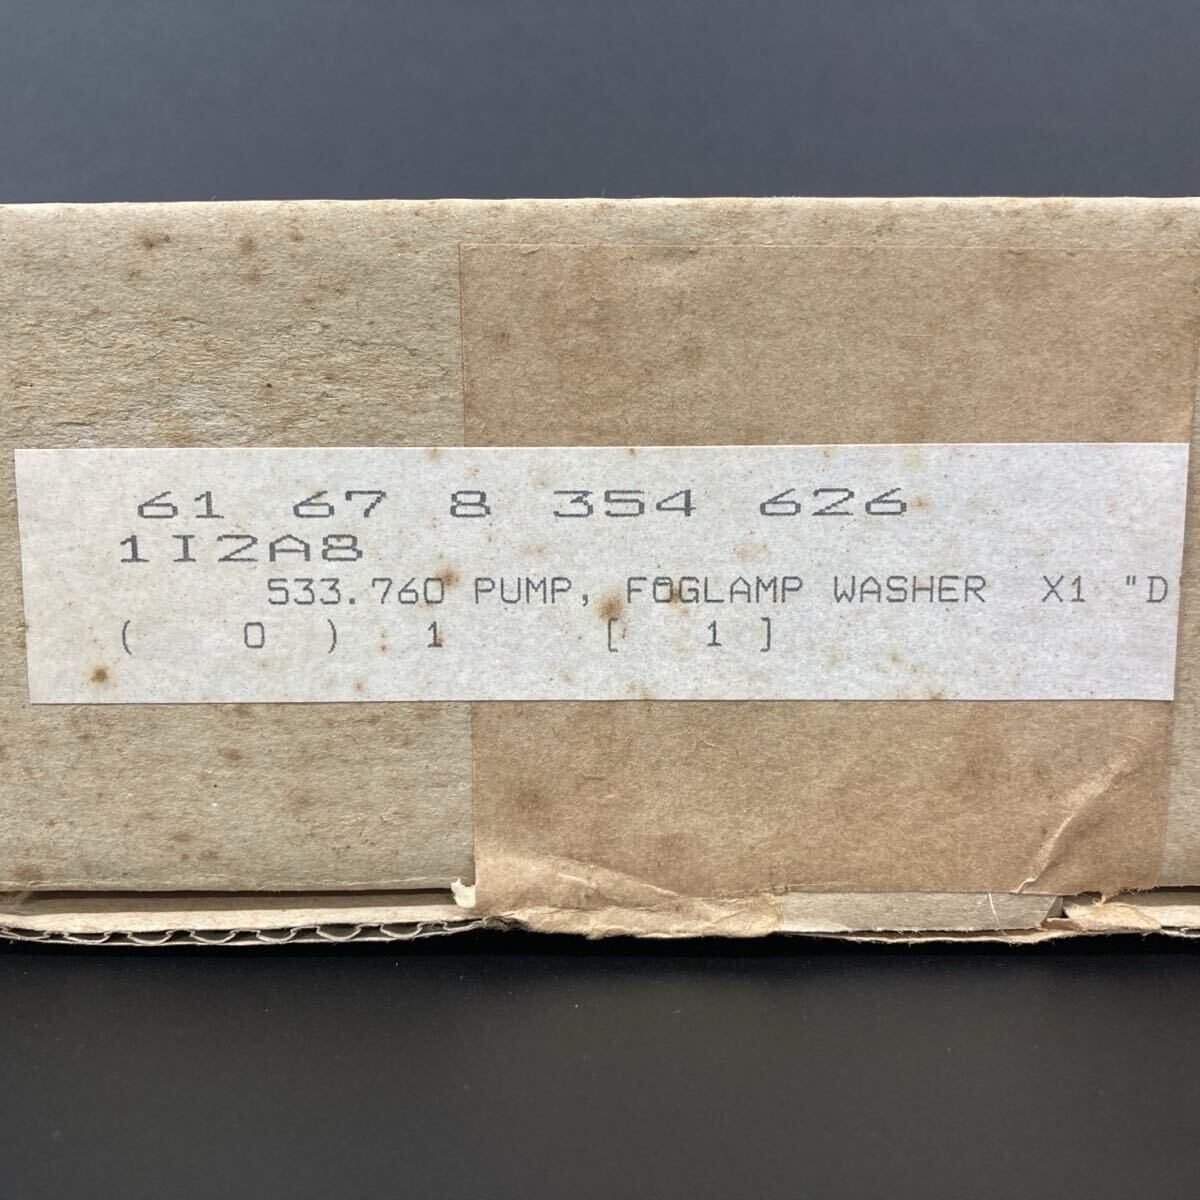 61 67 8 354 626
1I2A8
533.760 PUMP, FOGLAMP WASHER X1 "D
( 0 ) 1 [ 1 ]